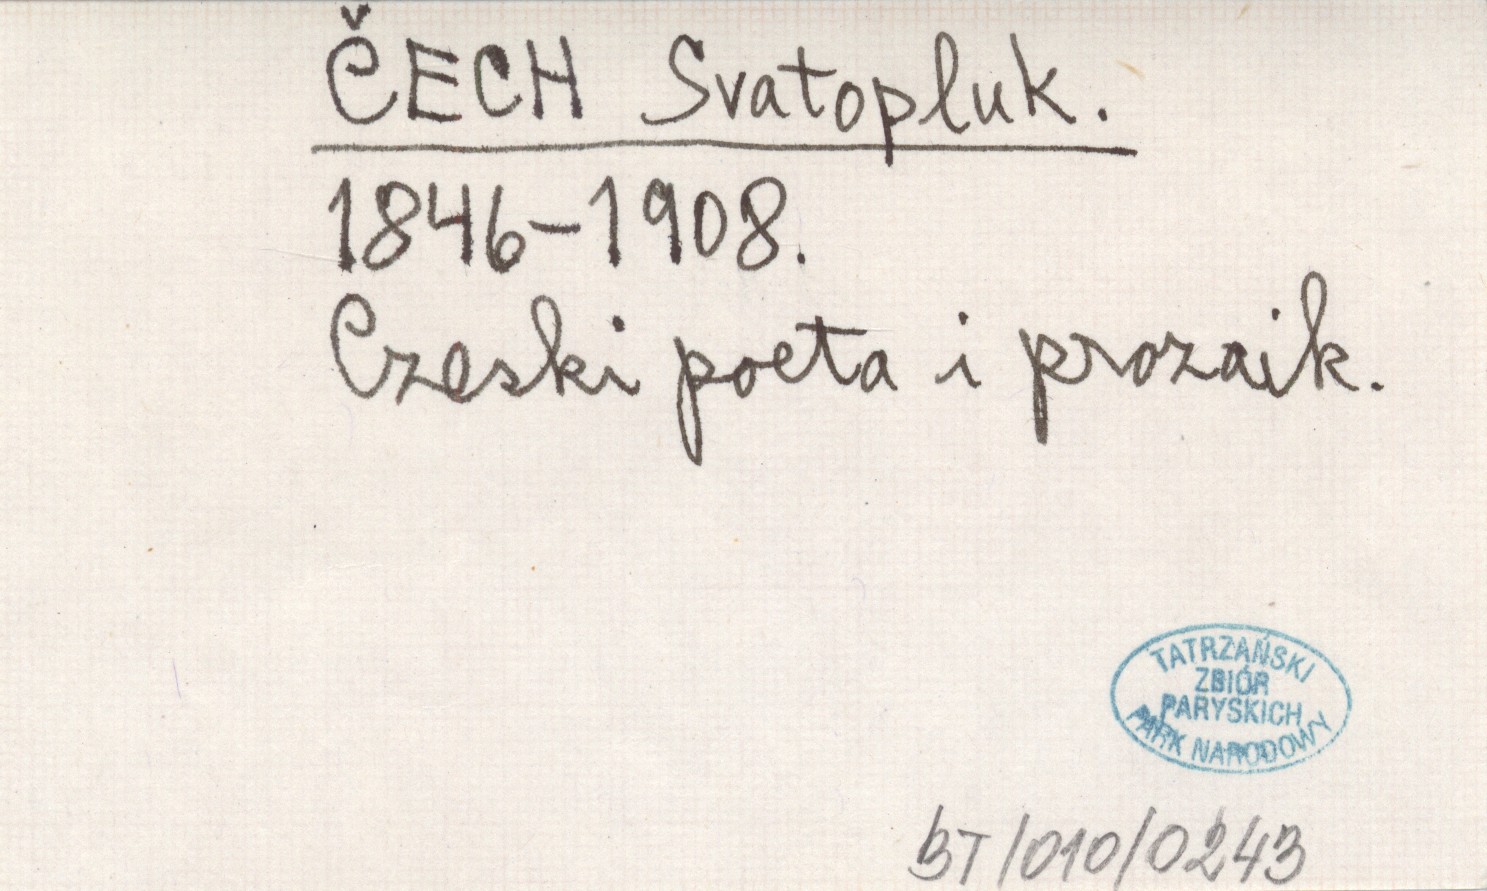 ČECH Svatopluk.
1846-1908.
Czeski poeta i prozaik.
TATRZAŃSKI
ZBIÓR
PARYSKICH
PARK NARODOWY
BT/010/0243